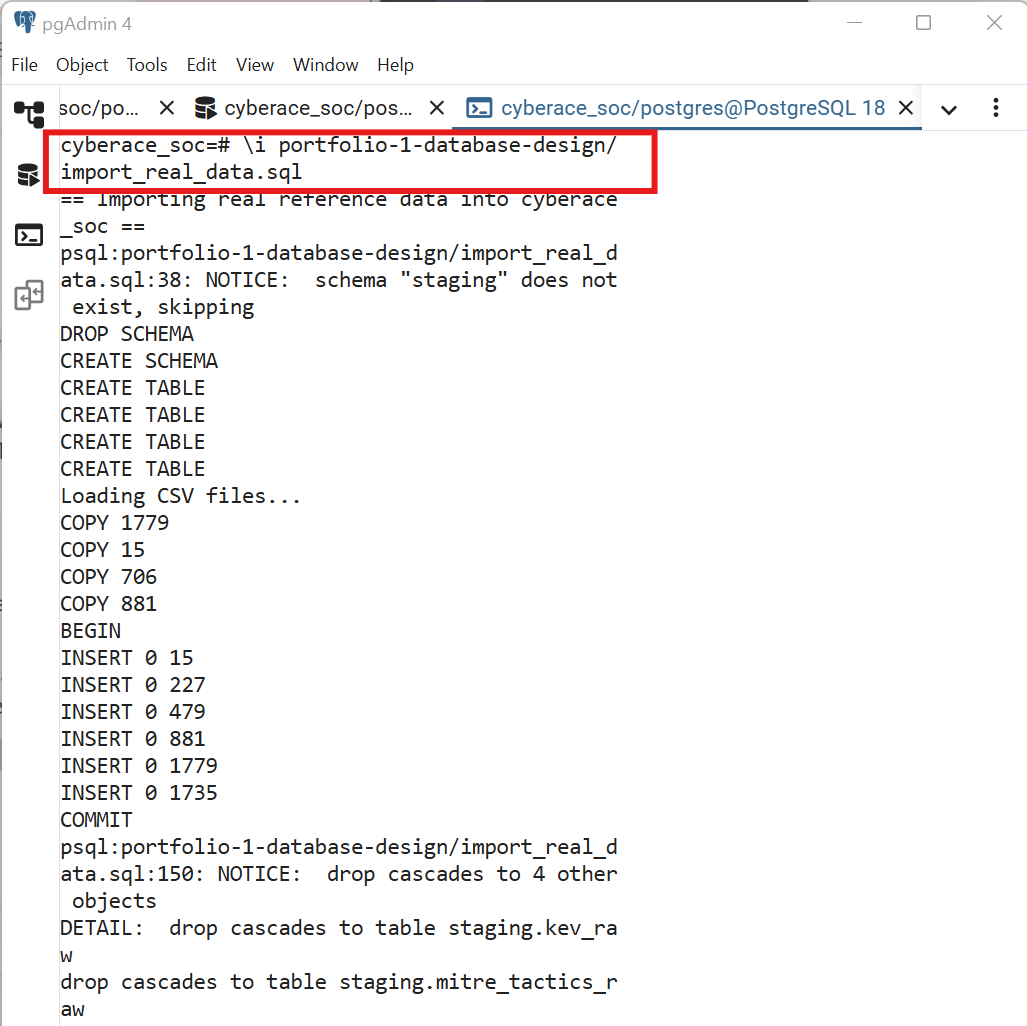 pgAdmin 4
File Object Tools Edit View Window Help
soc/po... cyberace_soc/pos... cyberace_soc/postgres@PostgreSQL 18
cyberace_soc=# \i portfolio-1-database-design/
import_real_data.sql
== Importing real reference data into cyberace
_soc ==
psql:portfolio-1-database-design/import_real_d
ata.sql:38: NOTICE:  schema "staging" does not
 exist, skipping
DROP SCHEMA
CREATE SCHEMA
CREATE TABLE
CREATE TABLE
CREATE TABLE
CREATE TABLE
Loading CSV files...
COPY 1779
COPY 15
COPY 706
COPY 881
BEGIN
INSERT 0 15
INSERT 0 227
INSERT 0 479
INSERT 0 881
INSERT 0 1779
INSERT 0 1735
COMMIT
psql:portfolio-1-database-design/import_real_d
ata.sql:150: NOTICE:  drop cascades to 4 other
 objects
DETAIL:  drop cascades to table staging.kev_ra
w
drop cascades to table staging.mitre_tactics_r
aw